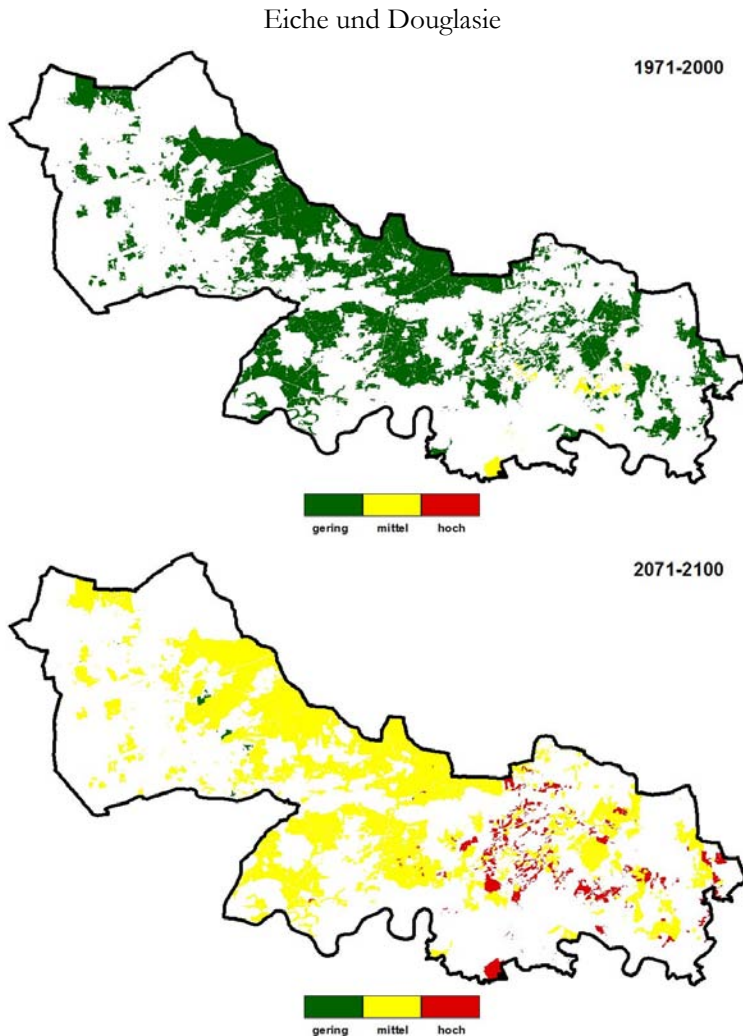 Eiche und Douglasie
1971-2000
gering mittel hoch
2071-2100
gering mittel hoch